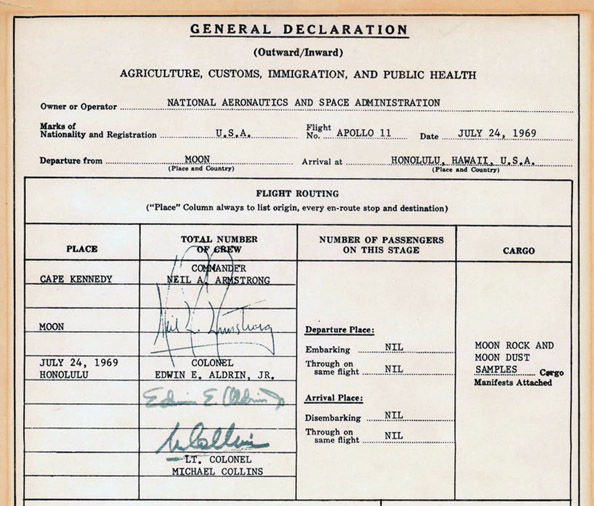 GENERAL DECLARATION
(Outward/Inward)
AGRICULTURE, CUSTOMS, IMMIGRATION, AND PUBLIC HEALTH
Owner or Operator NATIONAL AERONAUTICS AND SPACE ADMINISTRATION
Marks of
Nationality and Registration U.S.A. Flight No. APOLLO 11 Date JULY 24, 1969
Departure from MOON Arrival at HONOLULU, HAWAII, U.S.A.
(Place and Country) (Place and Country)
FLIGHT ROUTING
("Place" Column always to list origin, every en-route stop and destination)
PLACE
TOTAL NUMBER
OF CREW
NUMBER OF PASSENGERS
ON THIS STAGE
CARGO
CAPE KENNEDY
MOON
JULY 24, 1969
HONOLULU
COMMANDER
NEIL A. ARMSTRONG
Neil A. Armstrong
COLONEL
EDWIN E. ALDRIN, JR.
Edwin E. Aldrin Jr
M Collins
LT. COLONEL
MICHAEL COLLINS
Departure Place:
Embarking NIL
Through on
same flight NIL
Arrival Place:
Disembarking NIL
Through on
same flight NIL
MOON ROCK AND
MOON DUST
SAMPLES Cargo
Manifests Attached